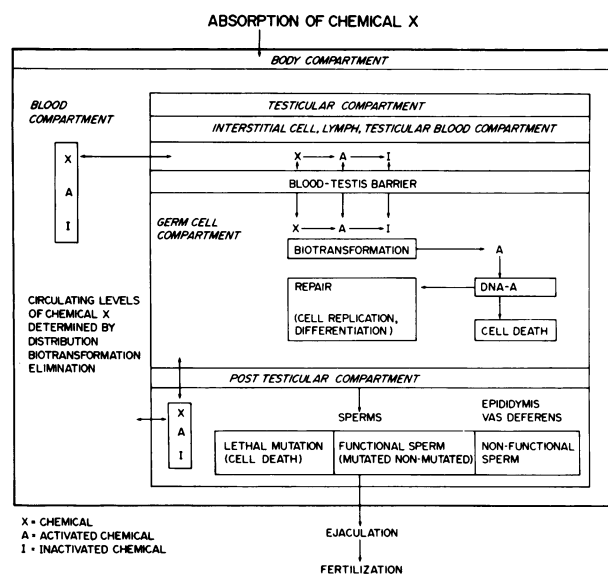 ABSORPTION OF CHEMICAL X
BODY COMPARTMENT
BLOOD
COMPARTMENT
X
A
I
TESTICULAR COMPARTMENT
INTERSTITIAL CELL, LYMPH, TESTICULAR BLOOD COMPARTMENT
X A I
BLOOD-TESTIS BARRIER
GERM CELL
COMPARTMENT
X A I
BIOTRANSFORMATION A
REPAIR
(CELL REPLICATION,
DIFFERENTIATION)
DNA-A
CELL DEATH
CIRCULATING LEVELS
OF CHEMICAL X
DETERMINED BY
DISTRIBUTION
BIOTRANSFORMATION
ELIMINATION
POST TESTICULAR COMPARTMENT
X
A
I
SPERMS
EPIDIDYMIS
VAS DEFERENS
LETHAL MUTATION
(CELL DEATH)
FUNCTIONAL SPERM
(MUTATED NON-MUTATED)
NON-FUNCTIONAL
SPERM
X = CHEMICAL
A = ACTIVATED CHEMICAL
I = INACTIVATED CHEMICAL
EJACULATION
FERTILIZATION